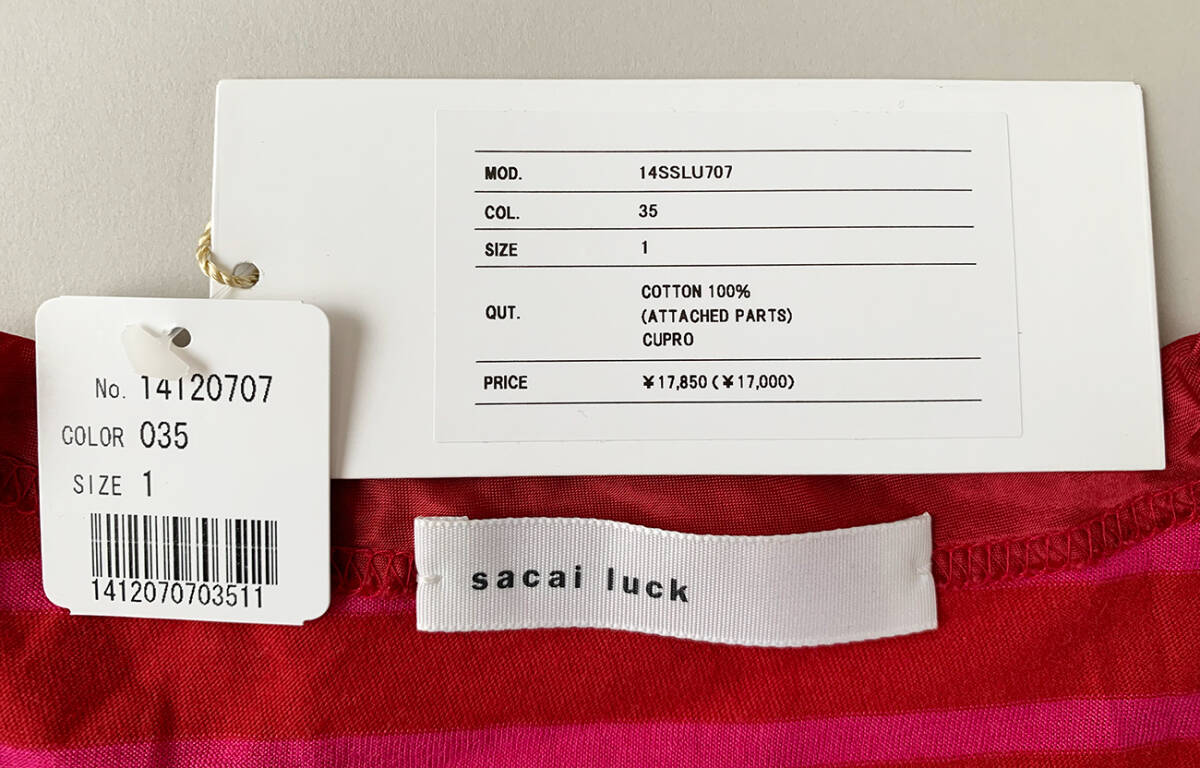 MOD. 14SSLU707
COL. 35
SIZE 1
QUT. COTTON 100%
(ATTACHED PARTS)
CUPRO
PRICE ¥17,850(¥17,000)
No. 14120707
COLOR 035
SIZE 1
1412070703511
sacai luck